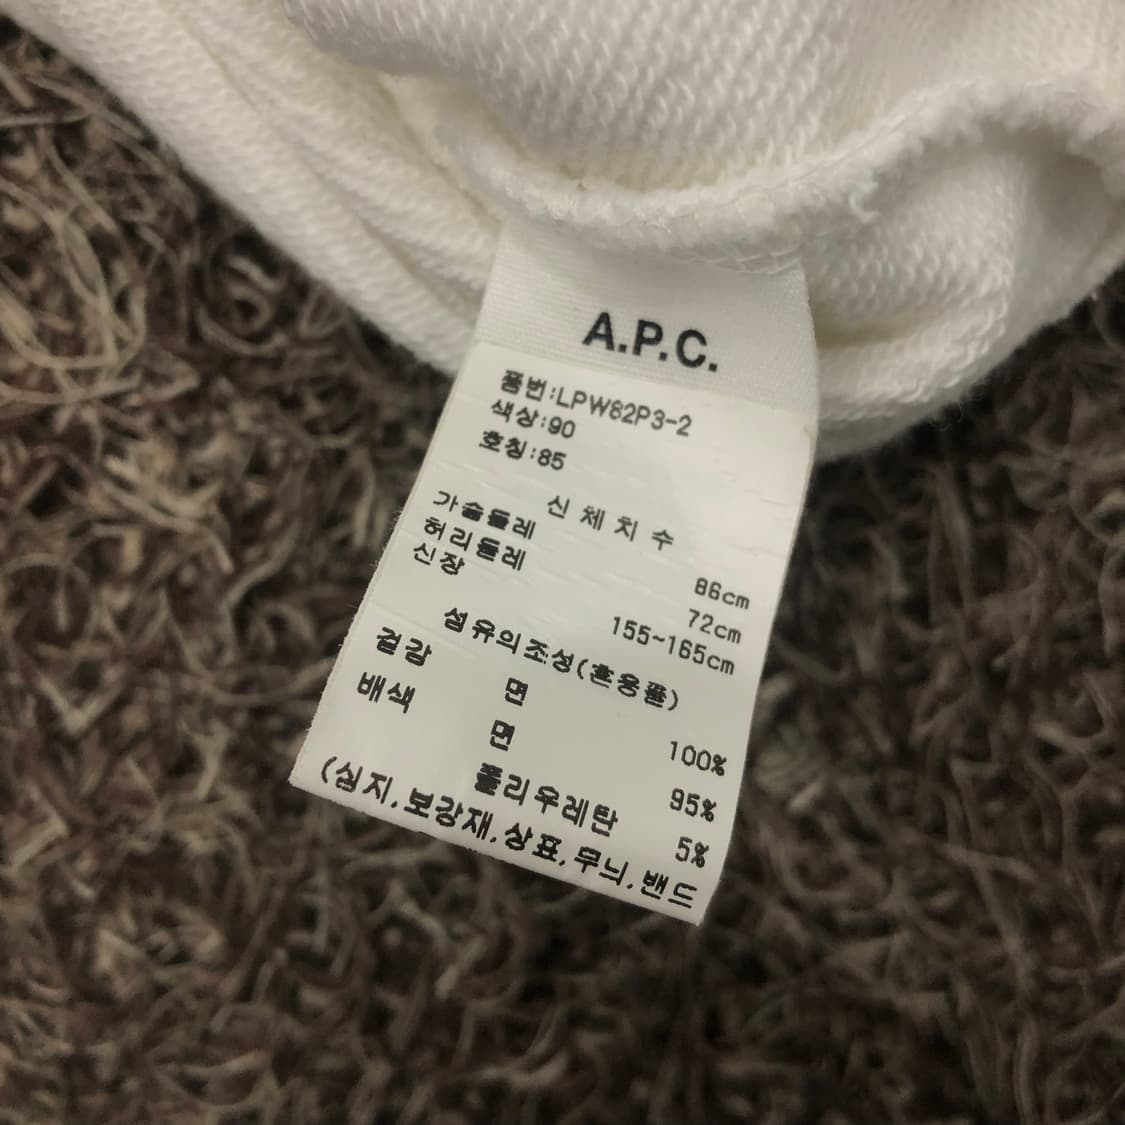 A.P.C.
품번:LPW82P3-2
색상:90
호칭:85
신체치수
가슴둘레 86cm
허리둘레 72cm
신장 155~165cm
섬유의조성(혼용률)
겉감 면 100%
배색 면 95%
폴리우레탄 5%
(심지,보강재,상표,무늬,밴드